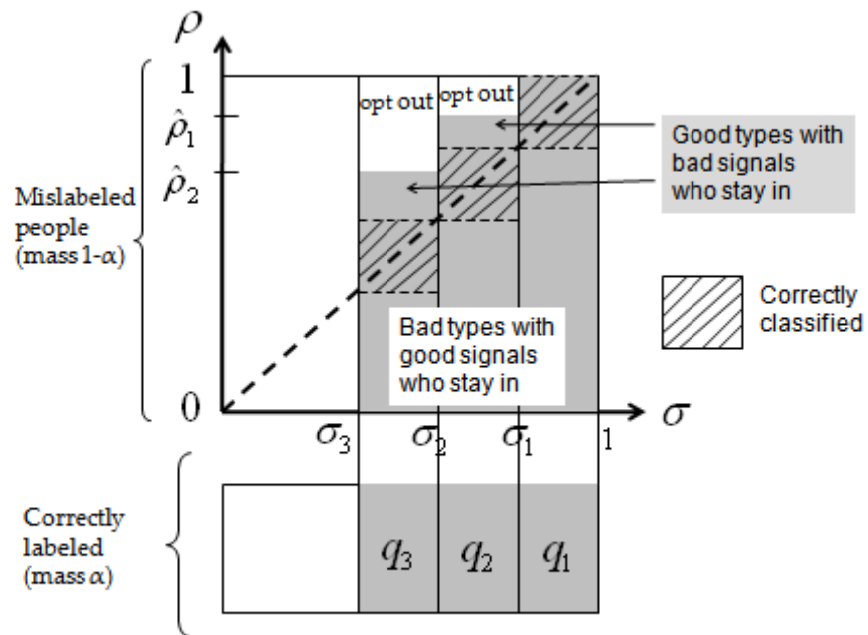 ρ
1
ρ̂₁
ρ̂₂
0
opt out
opt out
Mislabeled
people
(mass 1-α)
Good types with
bad signals
who stay in
Correctly
classified
Bad types with
good signals
who stay in
σ₃
σ₂
σ₁
1
σ
Correctly
labeled
(mass α)
q₃
q₂
q₁